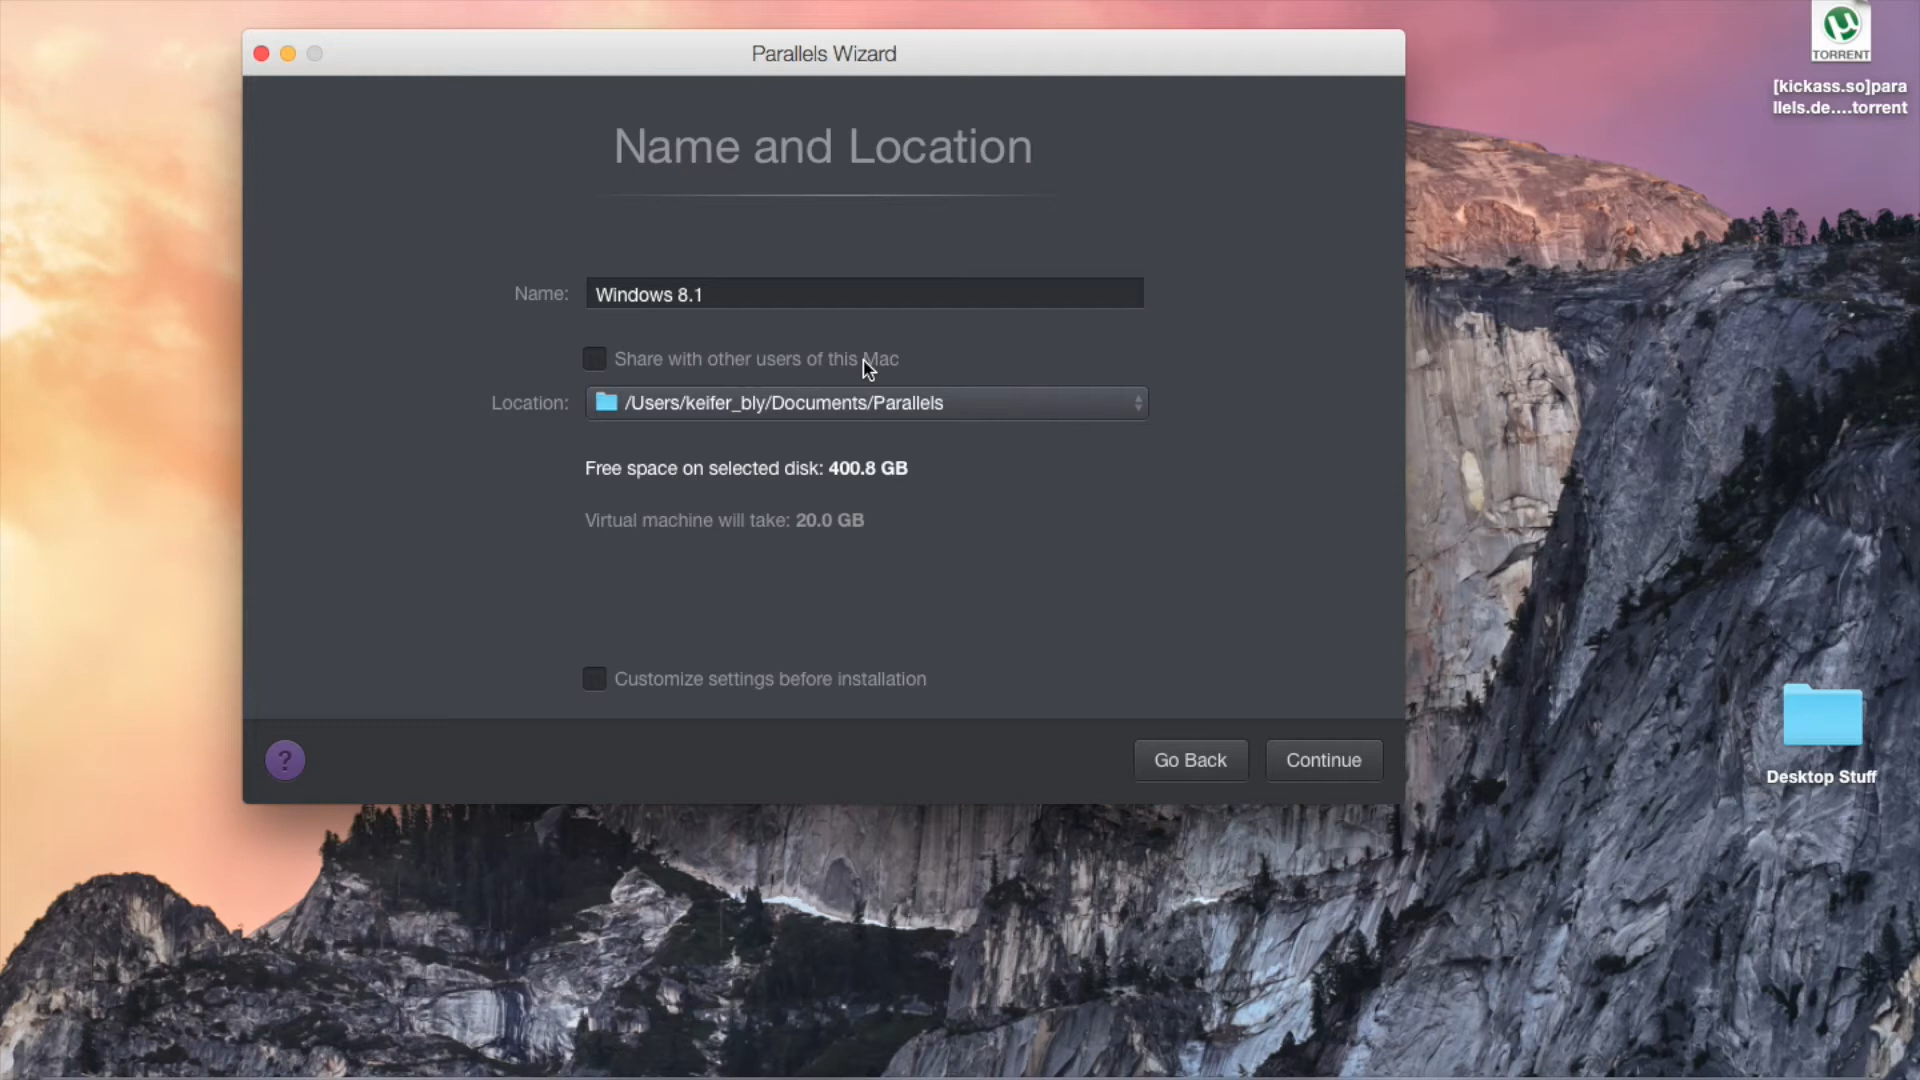 Parallels Wizard
TORRENT
[kickass.so]para
llels.de....torrent
Name and Location
Name:
Windows 8.1
Share with other users of this Mac
Location:
/Users/keifer_bly/Documents/Parallels
Free space on selected disk: 400.8 GB
Virtual machine will take: 20.0 GB
Customize settings before installation
?
Go Back
Continue
Desktop Stuff